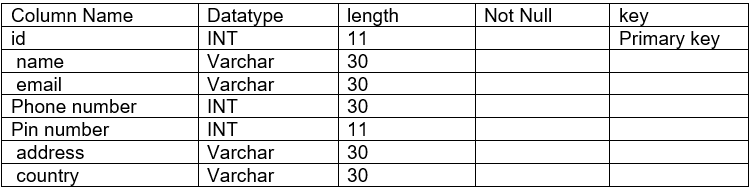 Column Name Datatype length Not Null key
id INT 11 Primary key
name Varchar 30
email Varchar 30
Phone number INT 30
Pin number INT 11
address Varchar 30
country Varchar 30